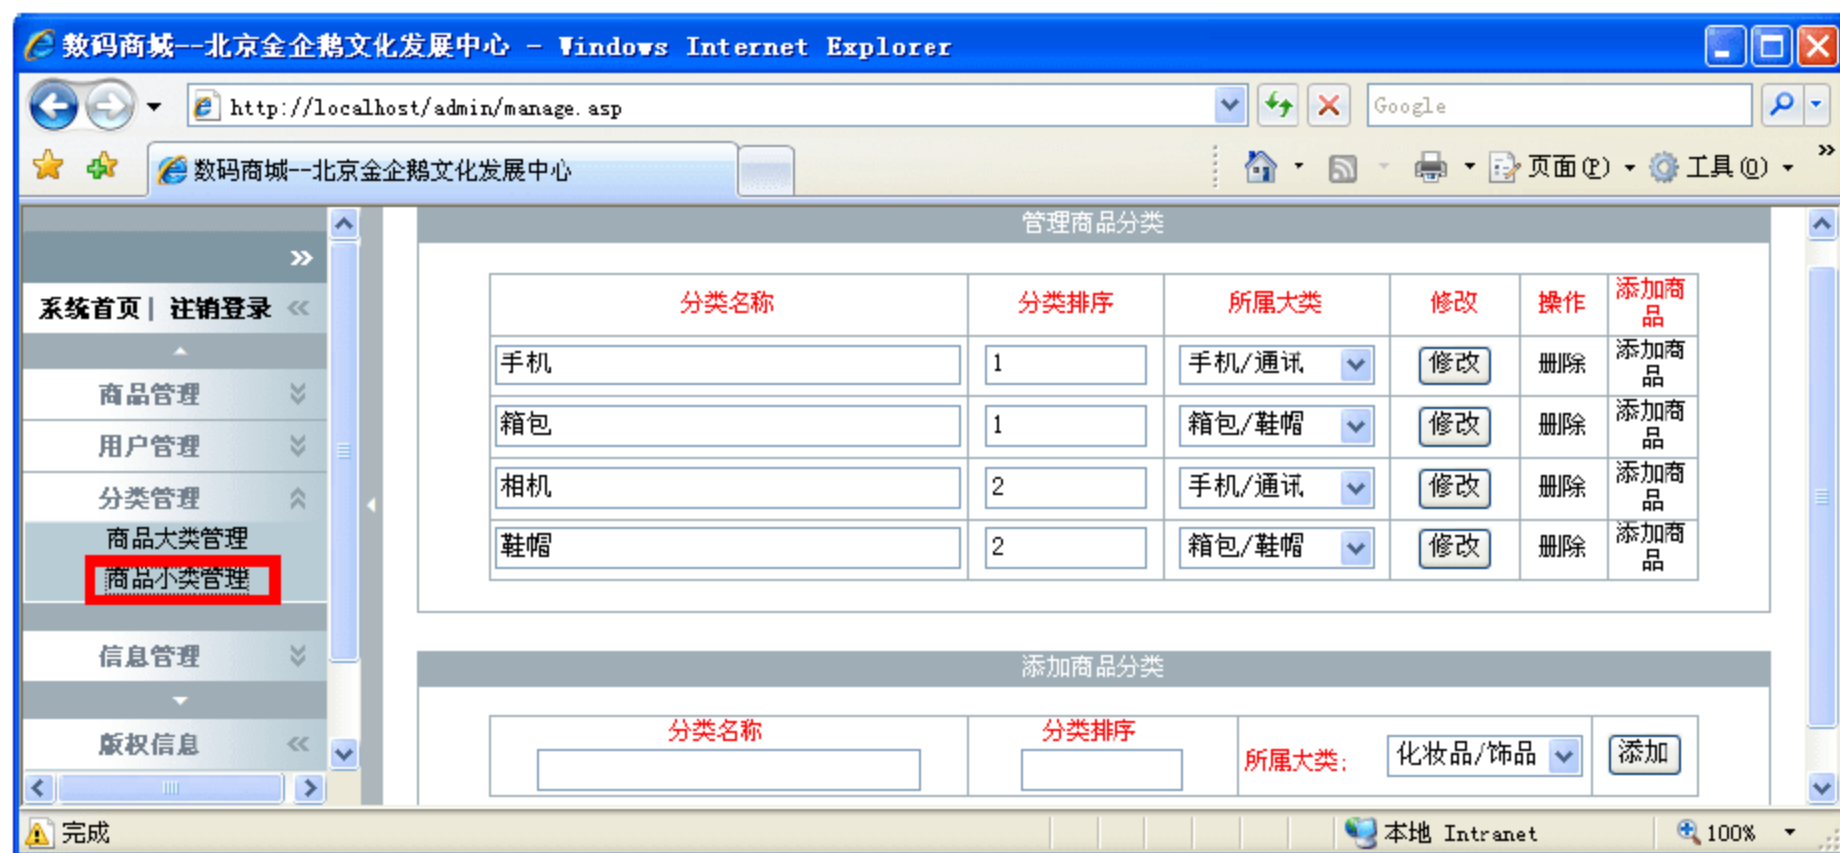 数码商城--北京金企鹅文化发展中心 - Windows Internet Explorer
http://localhost/admin/manage.asp
Google
数码商城--北京金企鹅文化发展中心
页面(P)
工具(O)
»
»
系统首页| 注销登录
商品管理
用户管理
分类管理
商品大类管理
商品小类管理
信息管理
版权信息
管理商品分类
分类名称 分类排序 所属大类 修改 操作 添加商品
手机 1 手机/通讯 修改 删除 添加商品
箱包 1 箱包/鞋帽 修改 删除 添加商品
相机 2 手机/通讯 修改 删除 添加商品
鞋帽 2 箱包/鞋帽 修改 删除 添加商品
添加商品分类
分类名称 分类排序 所属大类: 化妆品/饰品 添加
完成
本地 Intranet
100%